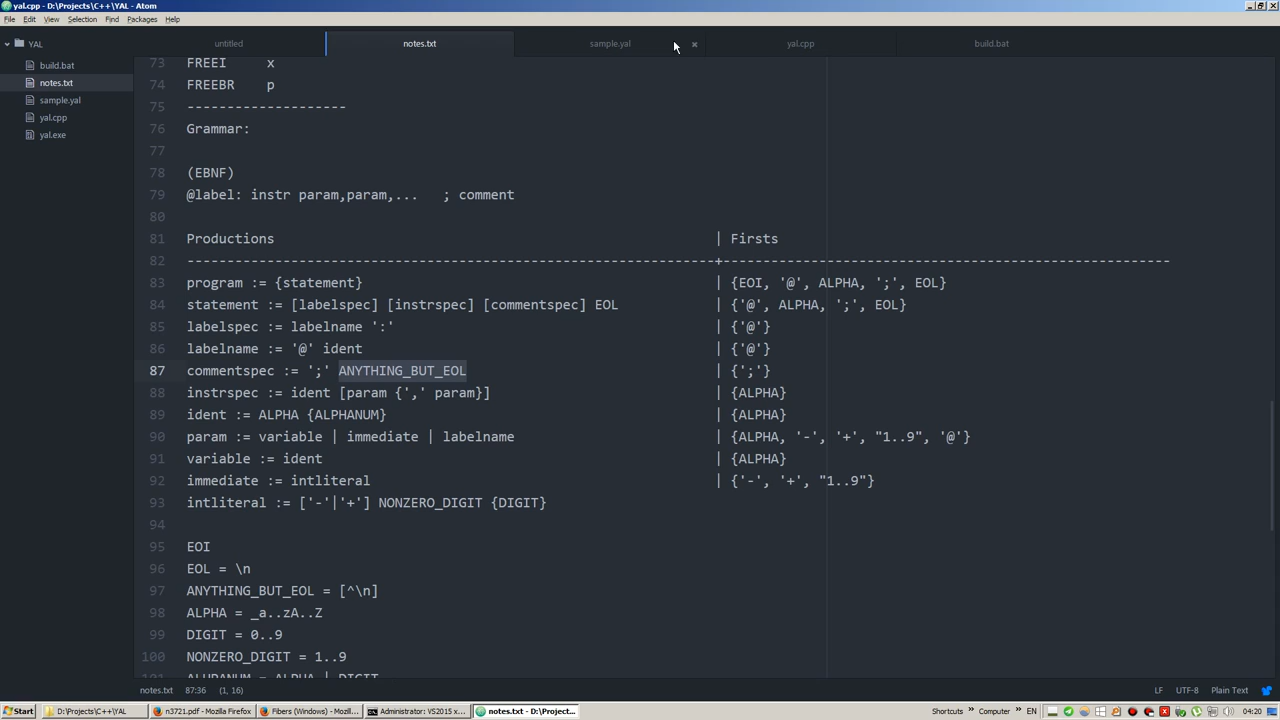 yal.cpp - D:\Projects\C++\YAL - Atom
File Edit View Selection Find Packages Help
YAL
untitled
notes.txt
sample.yal
yal.cpp
build.bat
build.bat
notes.txt
sample.yal
yal.cpp
yal.exe
73 FREEI x
74 FREEBR p
75 --------------------
76 Grammar:
77
78 (EBNF)
79 @label: instr param,param,... ; comment
80
81 Productions | Firsts
82 ------------------------------------------------------------------+--------------------------------------------------------
83 program := {statement} | {EOI, '@', ALPHA, ';', EOL}
84 statement := [labelspec] [instrspec] [commentspec] EOL | {'@', ALPHA, ';', EOL}
85 labelspec := labelname ':' | {'@'}
86 labelname := '@' ident | {'@'}
87 commentspec := ';' ANYTHING_BUT_EOL | {';'}
88 instrspec := ident [param {',' param}] | {ALPHA}
89 ident := ALPHA {ALPHANUM} | {ALPHA}
90 param := variable | immediate | labelname | {ALPHA, '-', '+', "1..9", '@'}
91 variable := ident | {ALPHA}
92 immediate := intliteral | {'-', '+', "1..9"}
93 intliteral := ['-'|'+'] NONZERO_DIGIT {DIGIT}
94
95 EOI
96 EOL = \n
97 ANYTHING_BUT_EOL = [^\n]
98 ALPHA = _a..zA..Z
99 DIGIT = 0..9
100 NONZERO_DIGIT = 1..9
101 ALPHANUM = ALPHA | DIGIT
notes.txt 87:36 (1, 16) LF UTF-8 Plain Text
Start D:\Projects\C++\YAL n3721.pdf - Mozilla Firefox Fibers (Windows) - Mozill... Administrator: VS2015 x... notes.txt - D:\Project... Shortcuts » Computer » EN 04:20